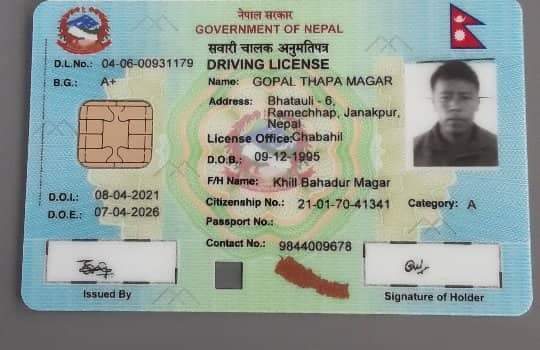 नेपाल सरकार
GOVERNMENT OF NEPAL
सवारी चालक अनुमतिपत्र
D.L.No.: 04-06-00931179 DRIVING LICENSE
B.G.: A+ Name: GOPAL THAPA MAGAR
Address: Bhatauli - 6,
Ramechhap, Janakpur,
Nepal
License Office: Chabahil
D.O.B.: 09-12-1995
F/H Name: Khill Bahadur Magar
D.O.I.: 08-04-2021 Citizenship No.: 21-01-70-41341 Category: A
D.O.E.: 07-04-2026 Passport No.:
Contact No.: 9844009678
Issued By Signature of Holder